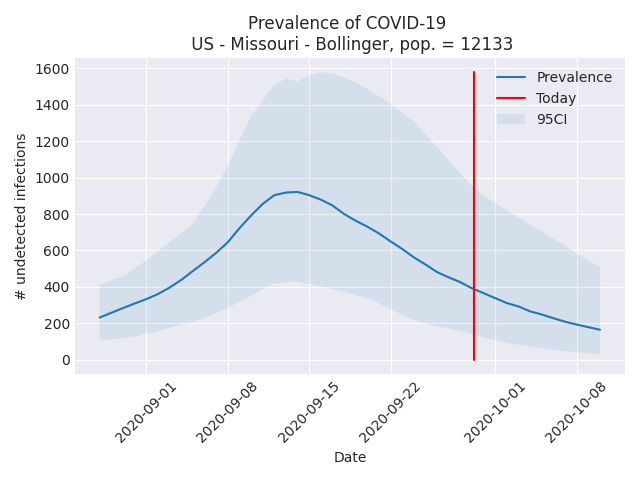 Prevalence of COVID-19
US - Missouri - Bollinger, pop. = 12133
1600
1400
1200
1000
800
600
400
200
0
# undetected infections
Prevalence
Today
95CI
2020-09-01
2020-09-08
2020-09-15
2020-09-22
2020-10-01
2020-10-08
Date